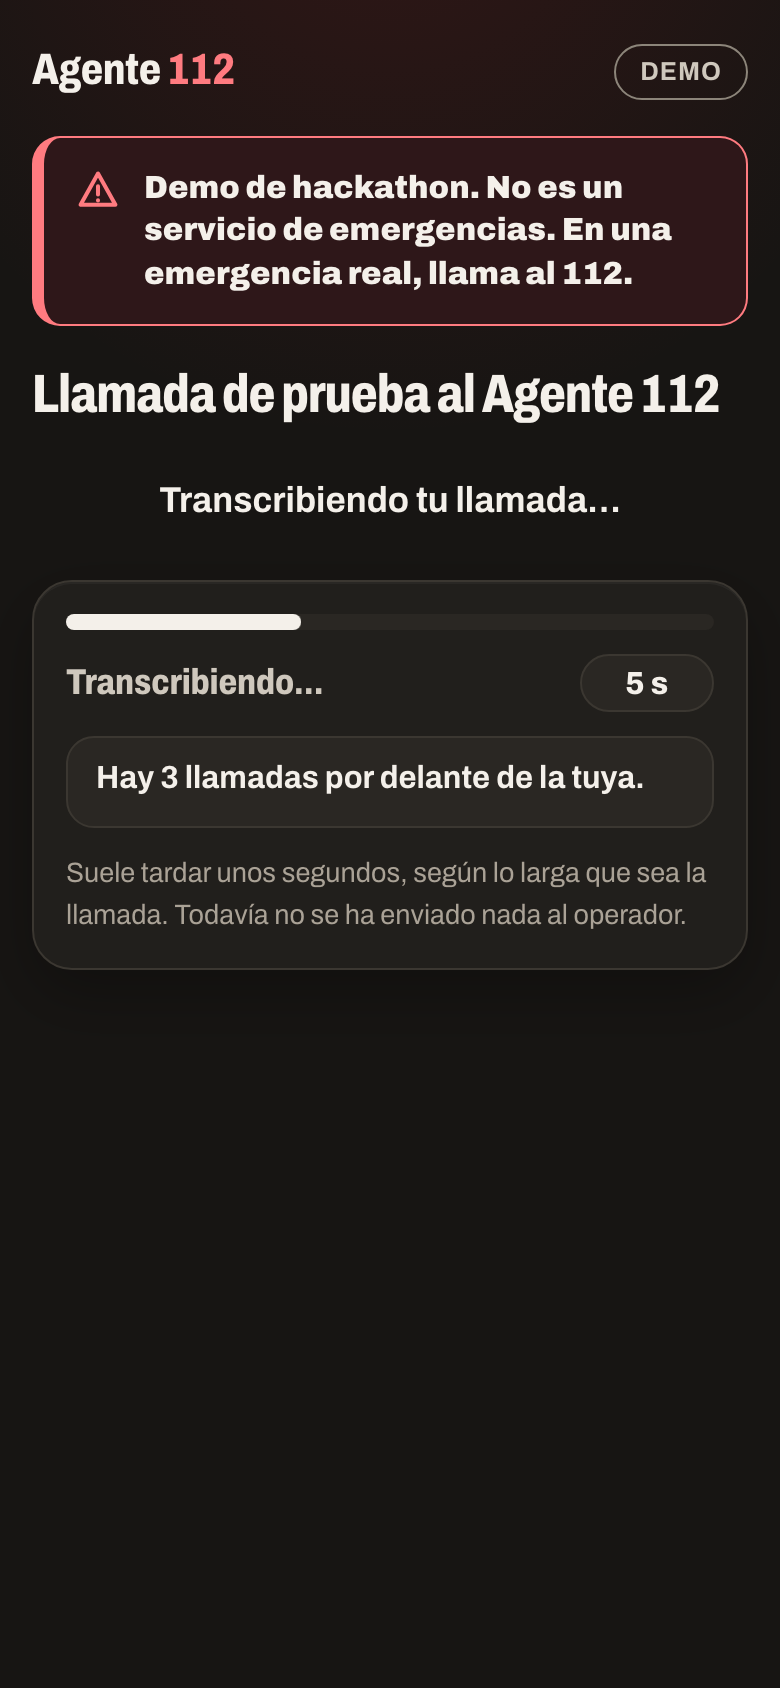 Agente 112
DEMO
Demo de hackathon. No es un
servicio de emergencias. En una
emergencia real, llama al 112.
Llamada de prueba al Agente 112
Transcribiendo tu llamada…
Transcribiendo…
5 s
Hay 3 llamadas por delante de la tuya.
Suele tardar unos segundos, según lo larga que sea la
llamada. Todavía no se ha enviado nada al operador.